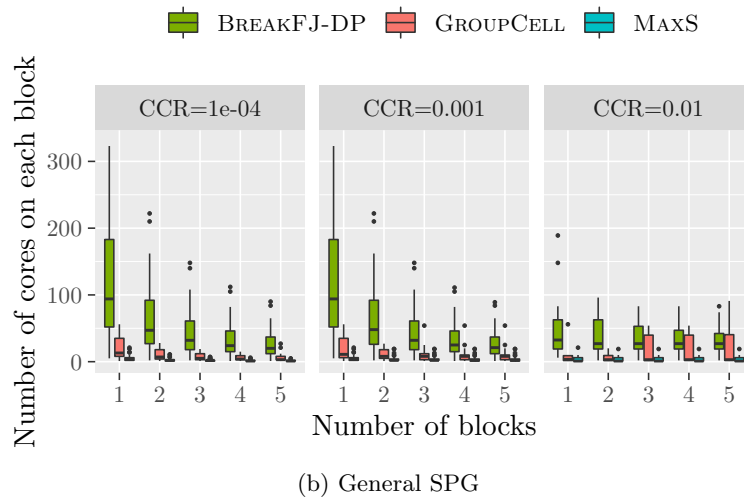 BREAKFJ-DP GROUPCELL MAXS
CCR=1e-04 CCR=0.001 CCR=0.01
Number of cores on each block
300
200
100
0
1 2 3 4 5 1 2 3 4 5 1 2 3 4 5
Number of blocks
(b) General SPG